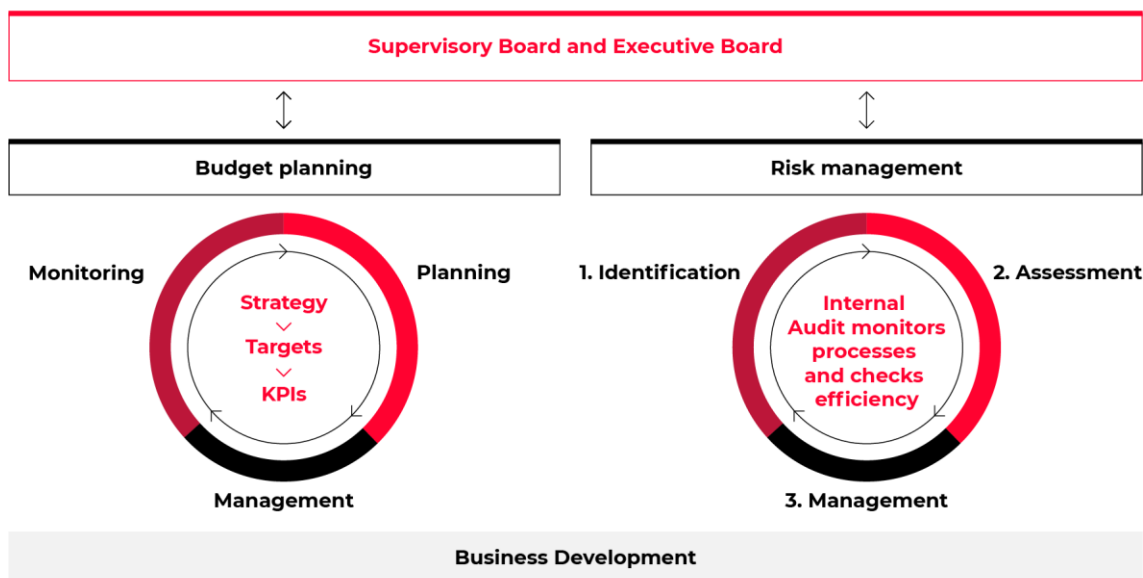 Supervisory Board and Executive Board
Budget planning
Risk management
Monitoring
Planning
Strategy
Targets
KPIs
Management
1. Identification
2. Assessment
Internal
Audit monitors
processes
and checks
efficiency
3. Management
Business Development